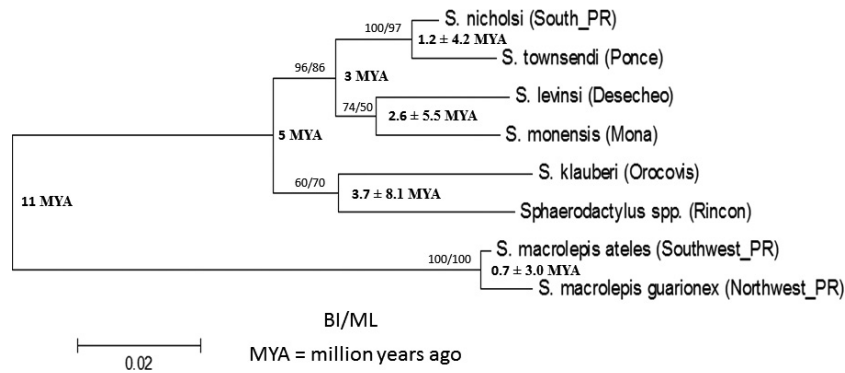 S. nicholsi (South_PR)
100/97
1.2 ± 4.2 MYA
S. townsendi (Ponce)
96/86
3 MYA
S. levinsi (Desecheo)
74/50
2.6 ± 5.5 MYA
S. monensis (Mona)
5 MYA
S. klauberi (Orocovis)
60/70
3.7 ± 8.1 MYA
Sphaerodactylus spp. (Rincon)
11 MYA
S. macrolepis ateles (Southwest_PR)
100/100
0.7 ± 3.0 MYA
S. macrolepis guarionex (Northwest_PR)
BI/ML
MYA = million years ago
0.02